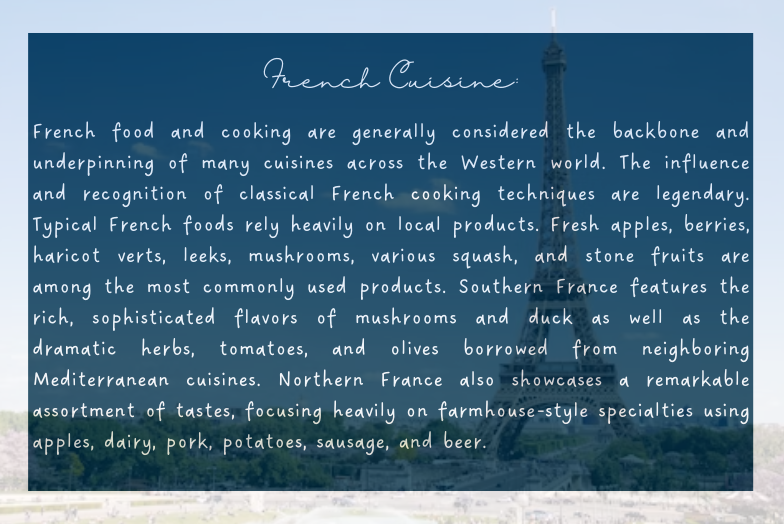 French Cuisine:
French food and cooking are generally considered the backbone and
underpinning of many cuisines across the Western world. The influence
and recognition of classical French cooking techniques are legendary.
Typical French foods rely heavily on local products. Fresh apples, berries,
haricot verts, leeks, mushrooms, various squash, and stone fruits are
among the most commonly used products. Southern France features the
rich, sophisticated flavors of mushrooms and duck as well as the
dramatic herbs, tomatoes, and olives borrowed from neighboring
Mediterranean cuisines. Northern France also showcases a remarkable
assortment of tastes, focusing heavily on farmhouse-style specialties using
apples, dairy, pork, potatoes, sausage, and beer.